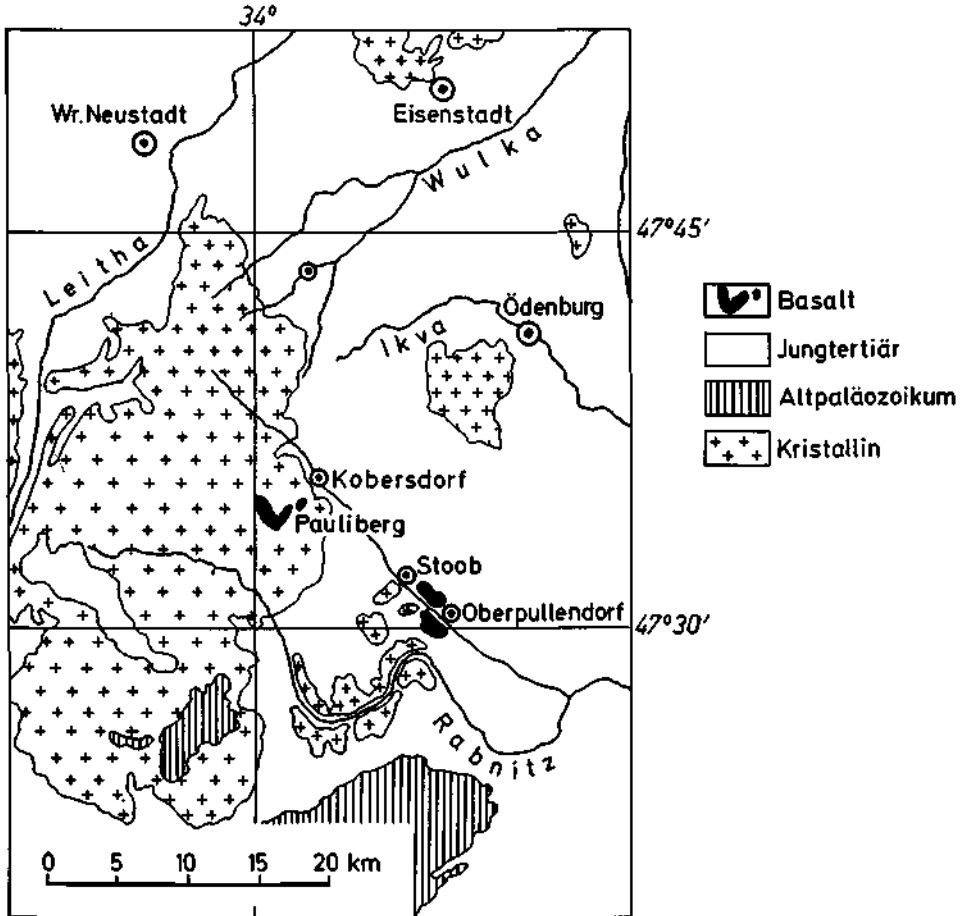 34°
Wr. Neustadt
Eisenstadt
Wulka
47°45'
Leitha
Ödenburg
Ikva
Basalt
Jungtertiär
Altpaläozoikum
Kristallin
Kobersdorf
Pauliberg
Stoob
Oberpullendorf
47°30'
Rabnitz
0 5 10 15 20 km